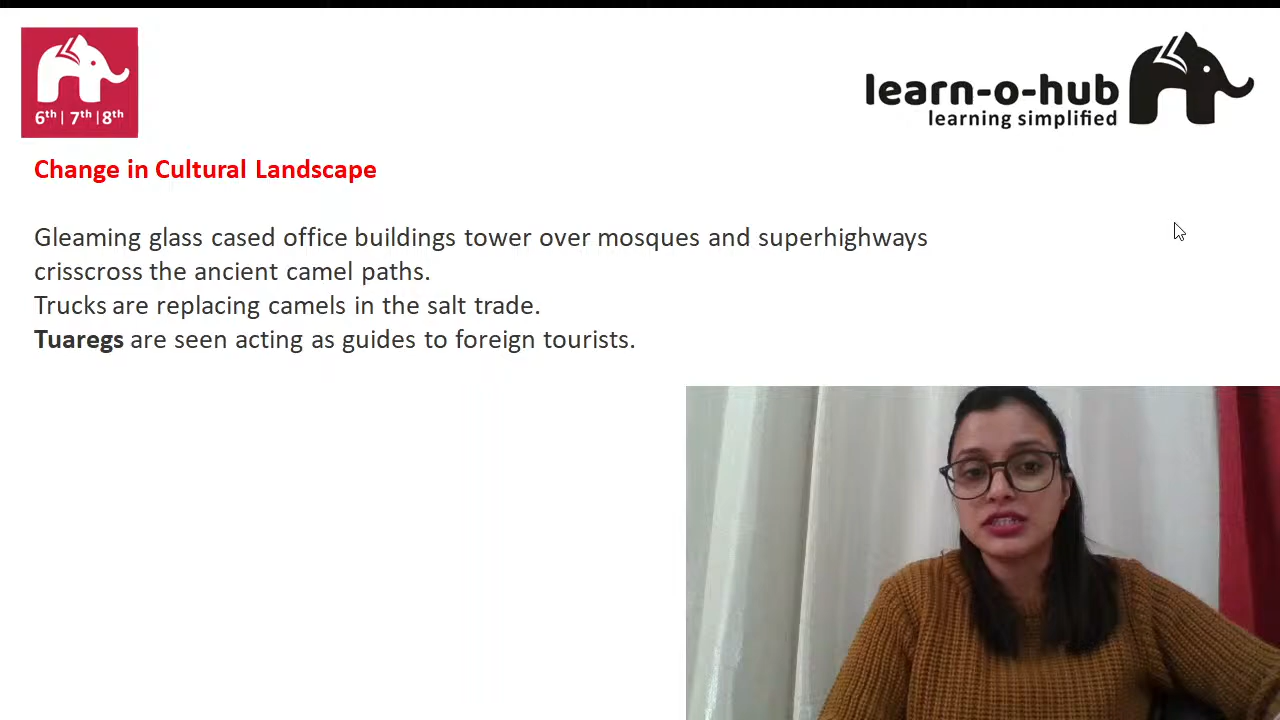 6th | 7th | 8th
learn-o-hub
learning simplified
Change in Cultural Landscape
Gleaming glass cased office buildings tower over mosques and superhighways
crisscross the ancient camel paths.
Trucks are replacing camels in the salt trade.
Tuaregs are seen acting as guides to foreign tourists.